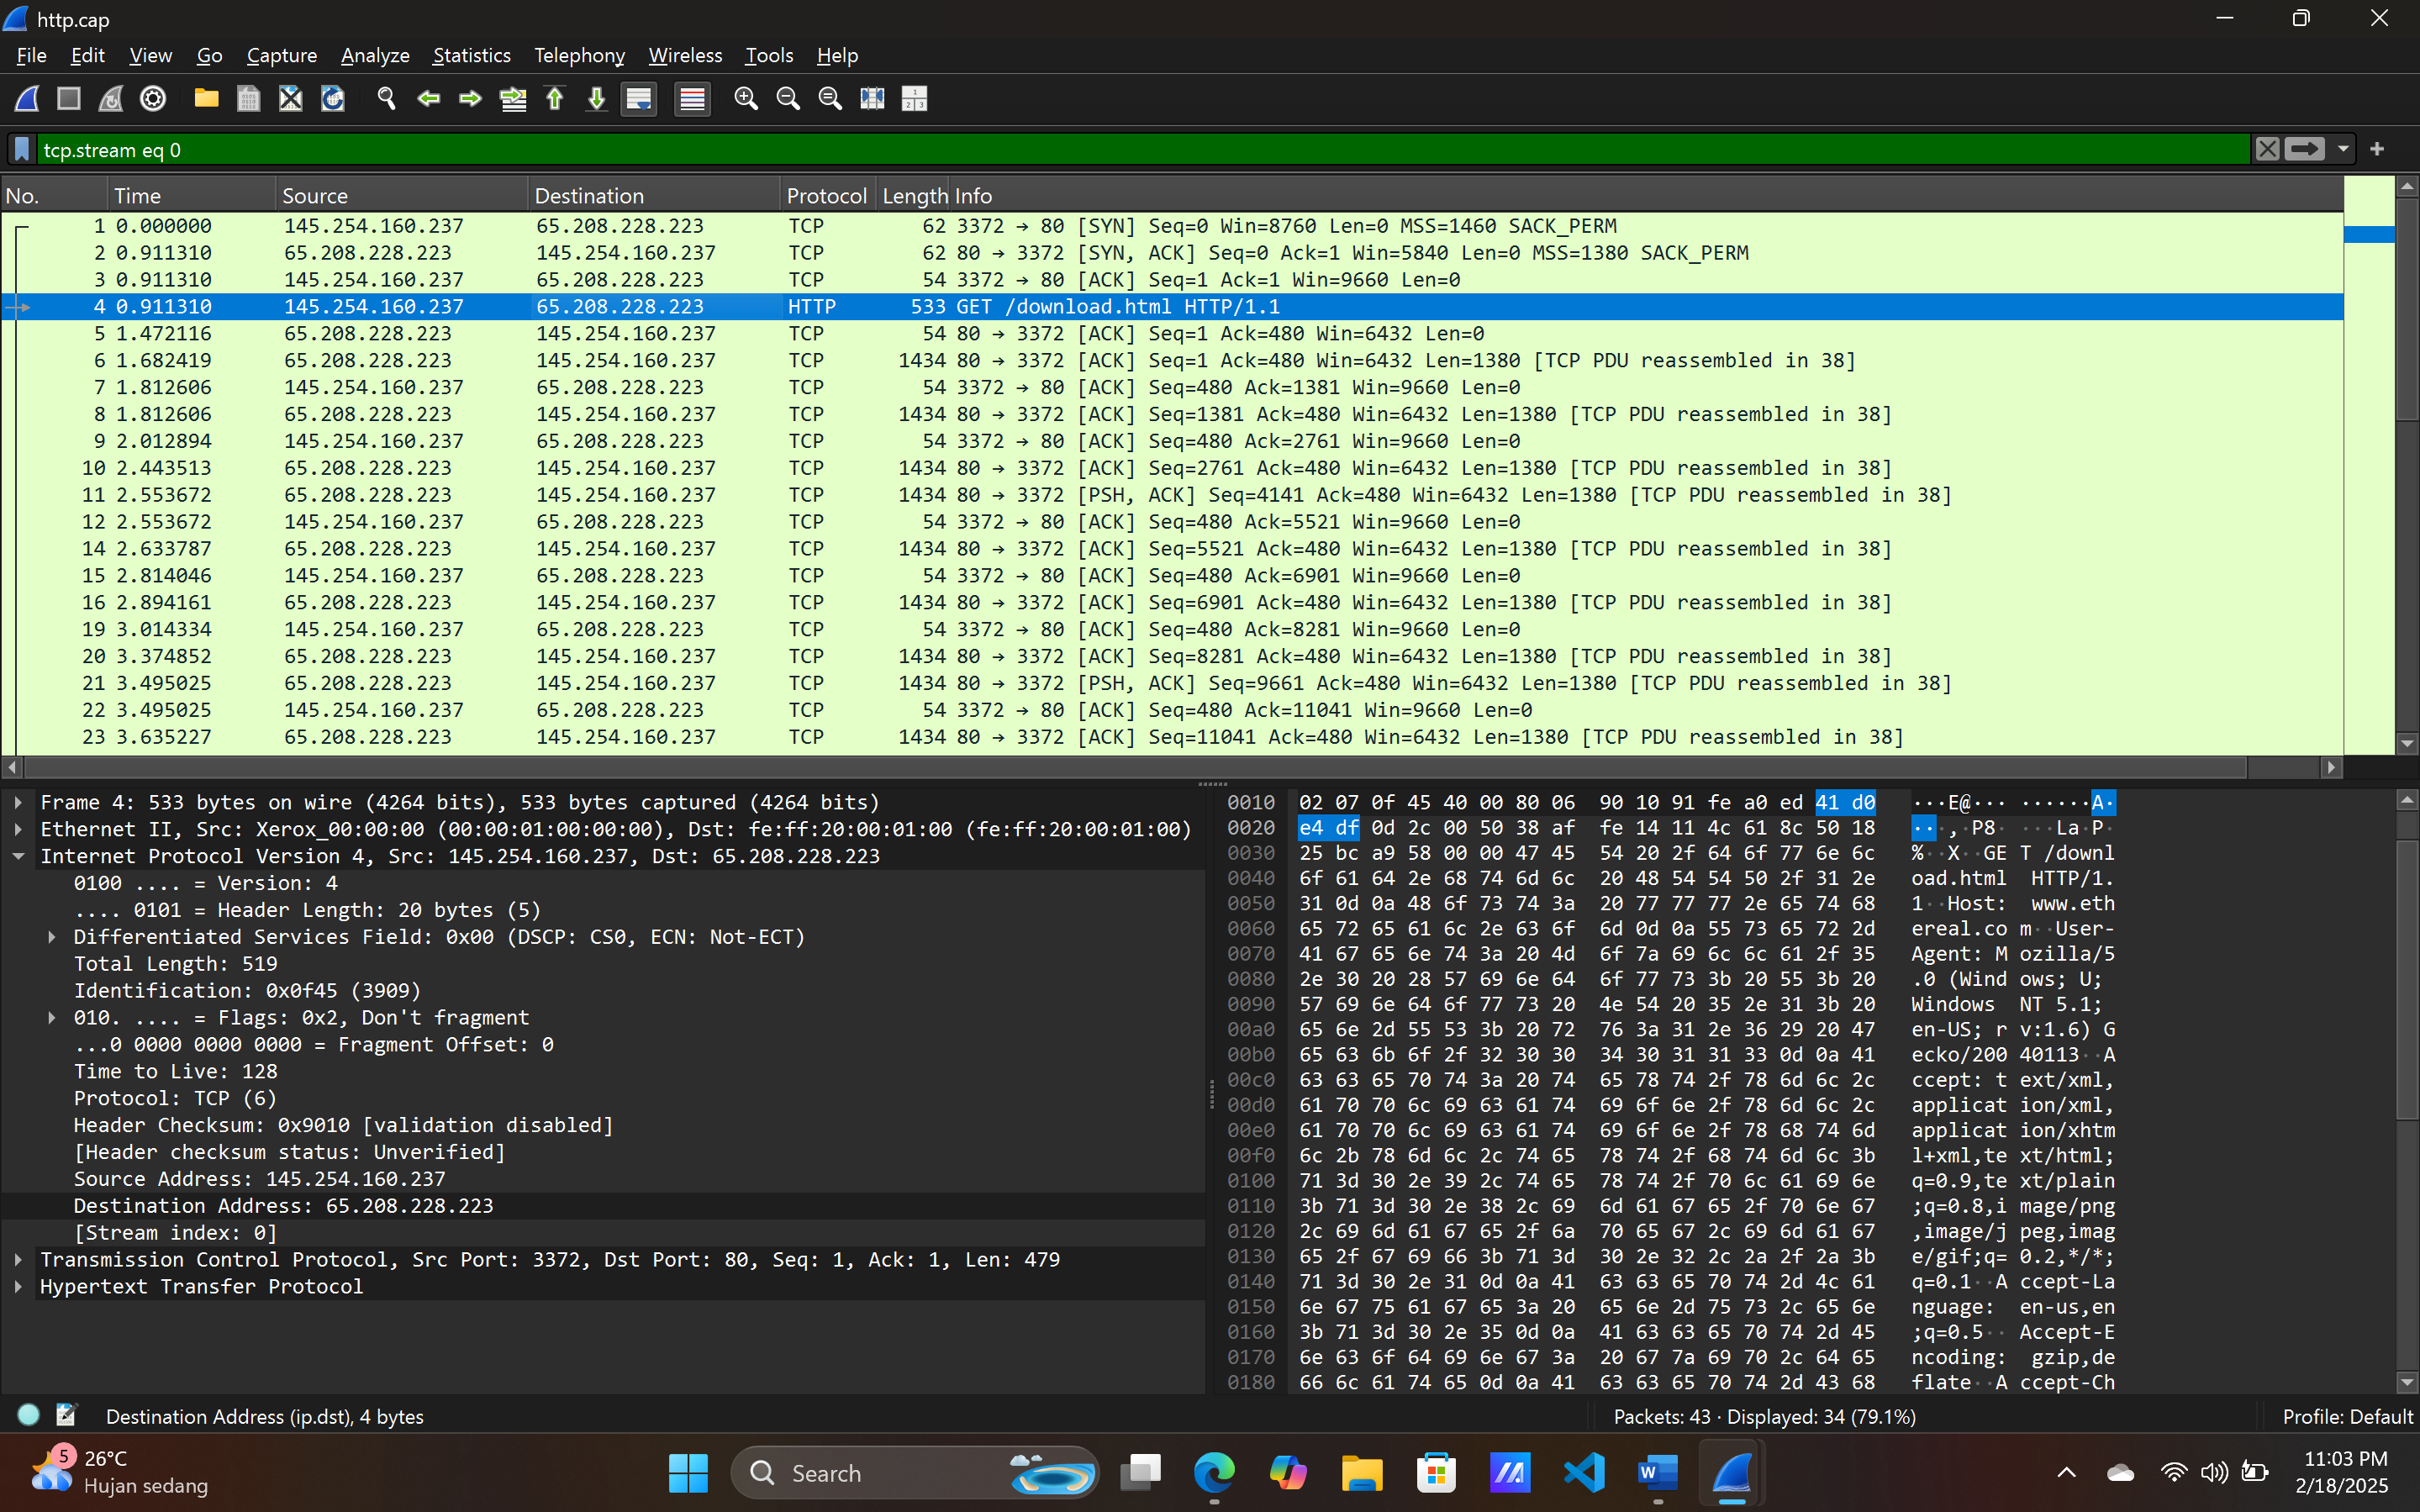 http.cap
File Edit View Go Capture Analyze Statistics Telephony Wireless Tools Help
tcp.stream eq 0
No. Time Source Destination Protocol Length Info
1 0.000000 145.254.160.237 65.208.228.223 TCP 62 3372 → 80 [SYN] Seq=0 Win=8760 Len=0 MSS=1460 SACK_PERM
2 0.911310 65.208.228.223 145.254.160.237 TCP 62 80 → 3372 [SYN, ACK] Seq=0 Ack=1 Win=5840 Len=0 MSS=1380 SACK_PERM
3 0.911310 145.254.160.237 65.208.228.223 TCP 54 3372 → 80 [ACK] Seq=1 Ack=1 Win=9660 Len=0
4 0.911310 145.254.160.237 65.208.228.223 HTTP 533 GET /download.html HTTP/1.1
5 1.472116 65.208.228.223 145.254.160.237 TCP 54 80 → 3372 [ACK] Seq=1 Ack=480 Win=6432 Len=0
6 1.682419 65.208.228.223 145.254.160.237 TCP 1434 80 → 3372 [ACK] Seq=1 Ack=480 Win=6432 Len=1380 [TCP PDU reassembled in 38]
7 1.812606 145.254.160.237 65.208.228.223 TCP 54 3372 → 80 [ACK] Seq=480 Ack=1381 Win=9660 Len=0
8 1.812606 65.208.228.223 145.254.160.237 TCP 1434 80 → 3372 [ACK] Seq=1381 Ack=480 Win=6432 Len=1380 [TCP PDU reassembled in 38]
9 2.012894 145.254.160.237 65.208.228.223 TCP 54 3372 → 80 [ACK] Seq=480 Ack=2761 Win=9660 Len=0
10 2.443513 65.208.228.223 145.254.160.237 TCP 1434 80 → 3372 [ACK] Seq=2761 Ack=480 Win=6432 Len=1380 [TCP PDU reassembled in 38]
11 2.553672 65.208.228.223 145.254.160.237 TCP 1434 80 → 3372 [PSH, ACK] Seq=4141 Ack=480 Win=6432 Len=1380 [TCP PDU reassembled in 38]
12 2.553672 145.254.160.237 65.208.228.223 TCP 54 3372 → 80 [ACK] Seq=480 Ack=5521 Win=9660 Len=0
14 2.633787 65.208.228.223 145.254.160.237 TCP 1434 80 → 3372 [ACK] Seq=5521 Ack=480 Win=6432 Len=1380 [TCP PDU reassembled in 38]
15 2.814046 145.254.160.237 65.208.228.223 TCP 54 3372 → 80 [ACK] Seq=480 Ack=6901 Win=9660 Len=0
16 2.894161 65.208.228.223 145.254.160.237 TCP 1434 80 → 3372 [ACK] Seq=6901 Ack=480 Win=6432 Len=1380 [TCP PDU reassembled in 38]
19 3.014334 145.254.160.237 65.208.228.223 TCP 54 3372 → 80 [ACK] Seq=480 Ack=8281 Win=9660 Len=0
20 3.374852 65.208.228.223 145.254.160.237 TCP 1434 80 → 3372 [ACK] Seq=8281 Ack=480 Win=6432 Len=1380 [TCP PDU reassembled in 38]
21 3.495025 65.208.228.223 145.254.160.237 TCP 1434 80 → 3372 [PSH, ACK] Seq=9661 Ack=480 Win=6432 Len=1380 [TCP PDU reassembled in 38]
22 3.495025 145.254.160.237 65.208.228.223 TCP 54 3372 → 80 [ACK] Seq=480 Ack=11041 Win=9660 Len=0
23 3.635227 65.208.228.223 145.254.160.237 TCP 1434 80 → 3372 [ACK] Seq=11041 Ack=480 Win=6432 Len=1380 [TCP PDU reassembled in 38]
Frame 4: 533 bytes on wire (4264 bits), 533 bytes captured (4264 bits)
Ethernet II, Src: Xerox_00:00:00 (00:00:01:00:00:00), Dst: fe:ff:20:00:01:00 (fe:ff:20:00:01:00)
Internet Protocol Version 4, Src: 145.254.160.237, Dst: 65.208.228.223
0100 .... = Version: 4
.... 0101 = Header Length: 20 bytes (5)
Differentiated Services Field: 0x00 (DSCP: CS0, ECN: Not-ECT)
Total Length: 519
Identification: 0x0f45 (3909)
010. .... = Flags: 0x2, Don't fragment
...0 0000 0000 0000 = Fragment Offset: 0
Time to Live: 128
Protocol: TCP (6)
Header Checksum: 0x9010 [validation disabled]
[Header checksum status: Unverified]
Source Address: 145.254.160.237
Destination Address: 65.208.228.223
[Stream index: 0]
Transmission Control Protocol, Src Port: 3372, Dst Port: 80, Seq: 1, Ack: 1, Len: 479
Hypertext Transfer Protocol
0010 02 07 0f 45 40 00 80 06 90 10 91 fe a0 ed 41 d0 ···E@··· ······A·
0020 e4 df 0d 2c 00 50 38 af fe 14 11 4c 61 8c 50 18 ···,·P8· ···La·P·
0030 25 bc a9 58 00 00 47 45 54 20 2f 64 6f 77 6e 6c %··X··GE T /downl
0040 6f 61 64 2e 68 74 6d 6c 20 48 54 54 50 2f 31 2e oad.html HTTP/1.
0050 31 0d 0a 48 6f 73 74 3a 20 77 77 77 2e 65 74 68 1··Host: www.eth
0060 65 72 65 61 6c 2e 63 6f 6d 0d 0a 55 73 65 72 2d ereal.co m··User-
0070 41 67 65 6e 74 3a 20 4d 6f 7a 69 6c 6c 61 2f 35 Agent: M ozilla/5
0080 2e 30 20 28 57 69 6e 64 6f 77 73 3b 20 55 3b 20 .0 (Wind ows; U;
0090 57 69 6e 64 6f 77 73 20 4e 54 20 35 2e 31 3b 20 Windows NT 5.1;
00a0 65 6e 2d 55 53 3b 20 72 76 3a 31 2e 36 29 20 47 en-US; r v:1.6) G
00b0 65 63 6b 6f 2f 32 30 30 34 30 31 31 33 0d 0a 41 ecko/200 40113··A
00c0 63 63 65 70 74 3a 20 74 65 78 74 2f 78 6d 6c 2c ccept: t ext/xml,
00d0 61 70 70 6c 69 63 61 74 69 6f 6e 2f 78 6d 6c 2c applicat ion/xml,
00e0 61 70 70 6c 69 63 61 74 69 6f 6e 2f 78 68 74 6d applicat ion/xhtm
00f0 6c 2b 78 6d 6c 2c 74 65 78 74 2f 68 74 6d 6c 3b l+xml,te xt/html;
0100 71 3d 30 2e 39 2c 74 65 78 74 2f 70 6c 61 69 6e q=0.9,te xt/plain
0110 3b 71 3d 30 2e 38 2c 69 6d 61 67 65 2f 70 6e 67 ;q=0.8,i mage/png
0120 2c 69 6d 61 67 65 2f 6a 70 65 67 2c 69 6d 61 67 ,image/j peg,imag
0130 65 2f 67 69 66 3b 71 3d 30 2e 32 2c 2a 2f 2a 3b e/gif;q= 0.2,*/*;
0140 71 3d 30 2e 31 0d 0a 41 63 63 65 70 74 2d 4c 61 q=0.1··A ccept-La
0150 6e 67 75 61 67 65 3a 20 65 6e 2d 75 73 2c 65 6e nguage: en-us,en
0160 3b 71 3d 30 2e 35 0d 0a 41 63 63 65 70 74 2d 45 ;q=0.5·· Accept-E
0170 6e 63 6f 64 69 6e 67 3a 20 67 7a 69 70 2c 64 65 ncoding: gzip,de
0180 66 6c 61 74 65 0d 0a 41 63 63 65 70 74 2d 43 68 flate··A ccept-Ch
Destination Address (ip.dst), 4 bytes
Packets: 43 · Displayed: 34 (79.1%)
Profile: Default
5
26°C
Hujan sedang
Search
11:03 PM
2/18/2025